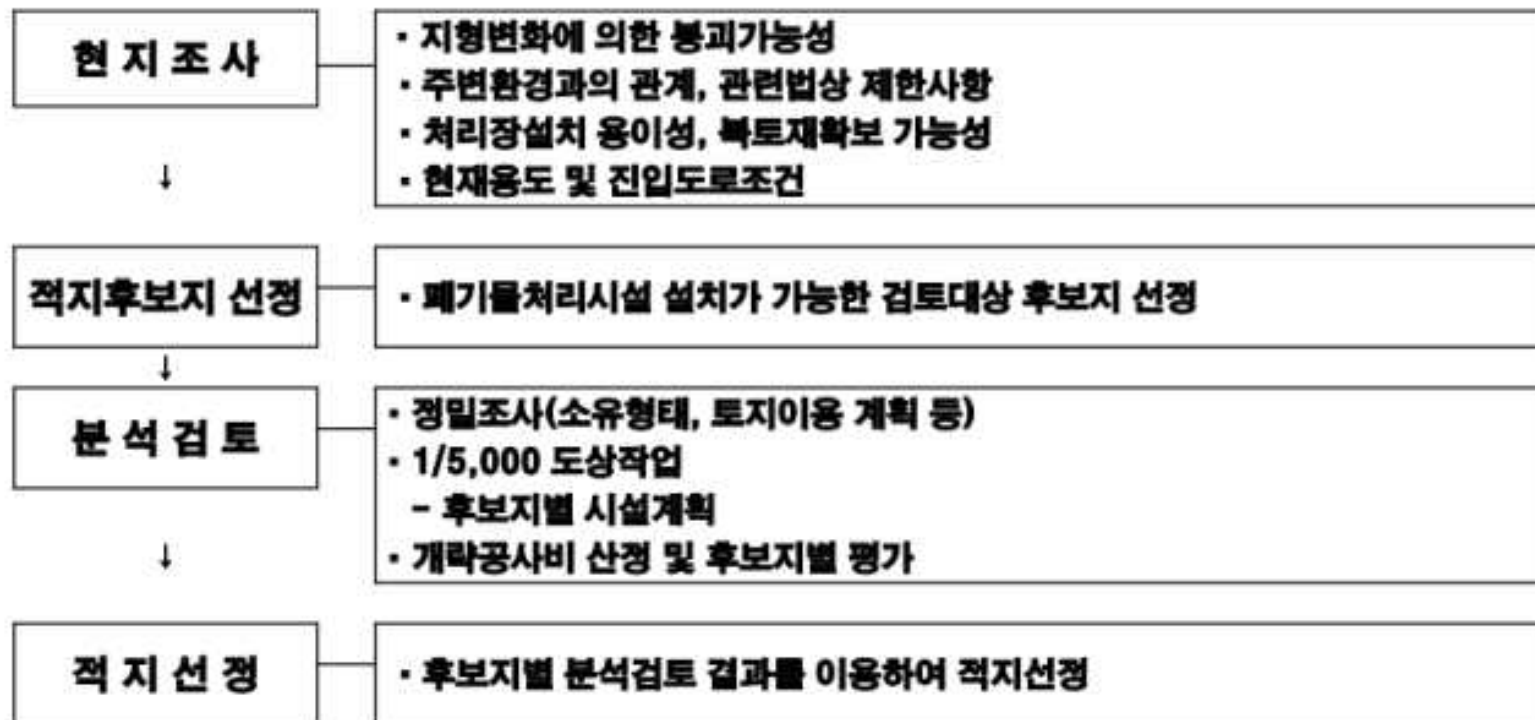 현 지 조 사
· 지형변화에 의한 붕괴가능성
· 주변환경과의 관계, 관련법상 제한사항
· 처리장설치 용이성, 복토재확보 가능성
· 현재용도 및 진입도로조건
↓
적지후보지 선정
· 폐기물처리시설 설치가 가능한 검토대상 후보지 선정
↓
분 석 검 토
· 정밀조사(소유형태, 토지이용 계획 등)
· 1/5,000 도상작업
- 후보지별 시설계획
· 개략공사비 산정 및 후보지별 평가
↓
적 지 선 정
· 후보지별 분석검토 결과를 이용하여 적지선정